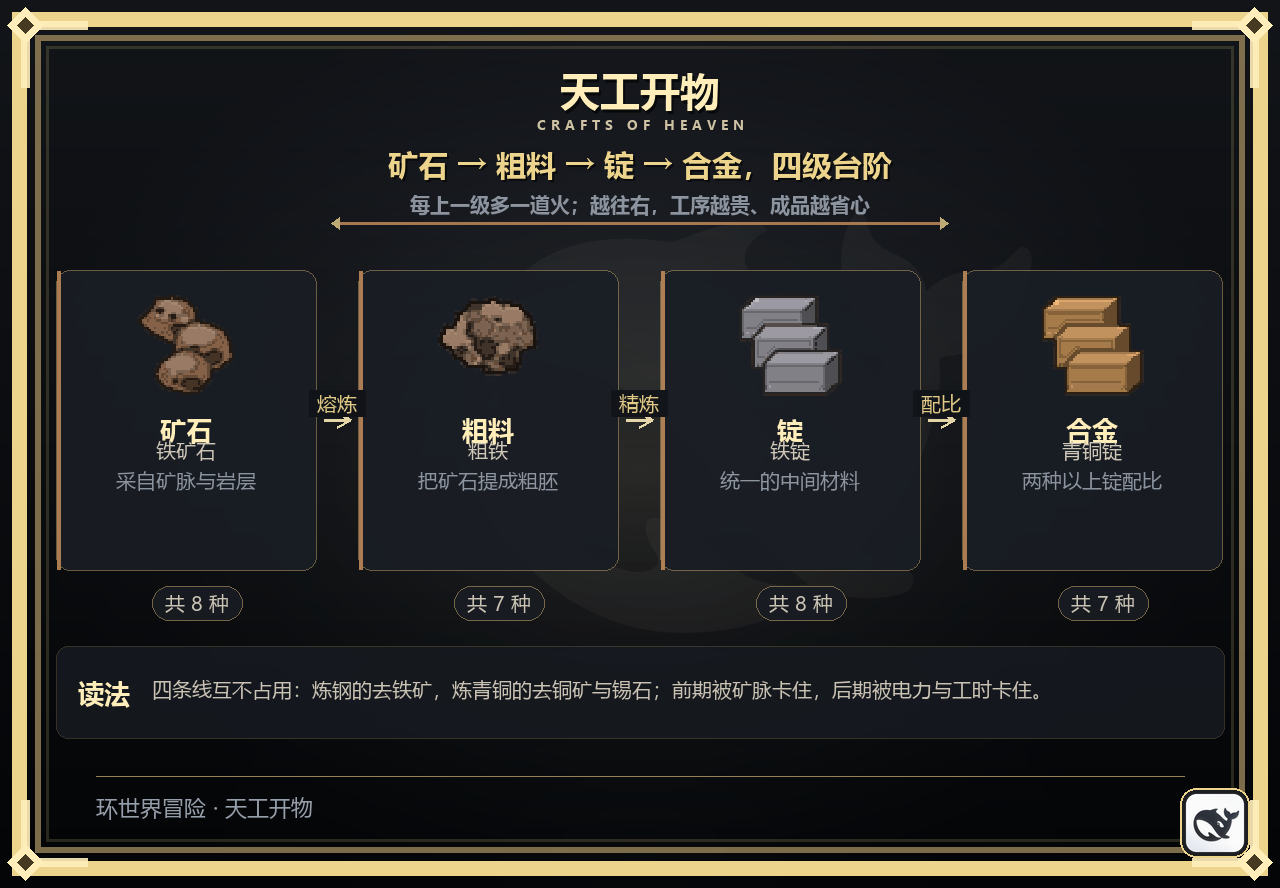 天工开物
CRAFTS OF HEAVEN
矿石 → 粗料 → 锭 → 合金，四级台阶
每上一级多一道火；越往右，工序越贵、成品越省心
矿石
铁矿石
采自矿脉与岩层
熔炼
粗料
粗铁
把矿石提成粗胚
精炼
锭
铁锭
统一的中间材料
配比
合金
青铜锭
两种以上锭配比
共 8 种
共 7 种
共 8 种
共 7 种
读法
四条线互不占用：炼钢的去铁矿，炼青铜的去铜矿与锡石；前期被矿脉卡住，后期被电力与工时卡住。
环世界冒险 · 天工开物